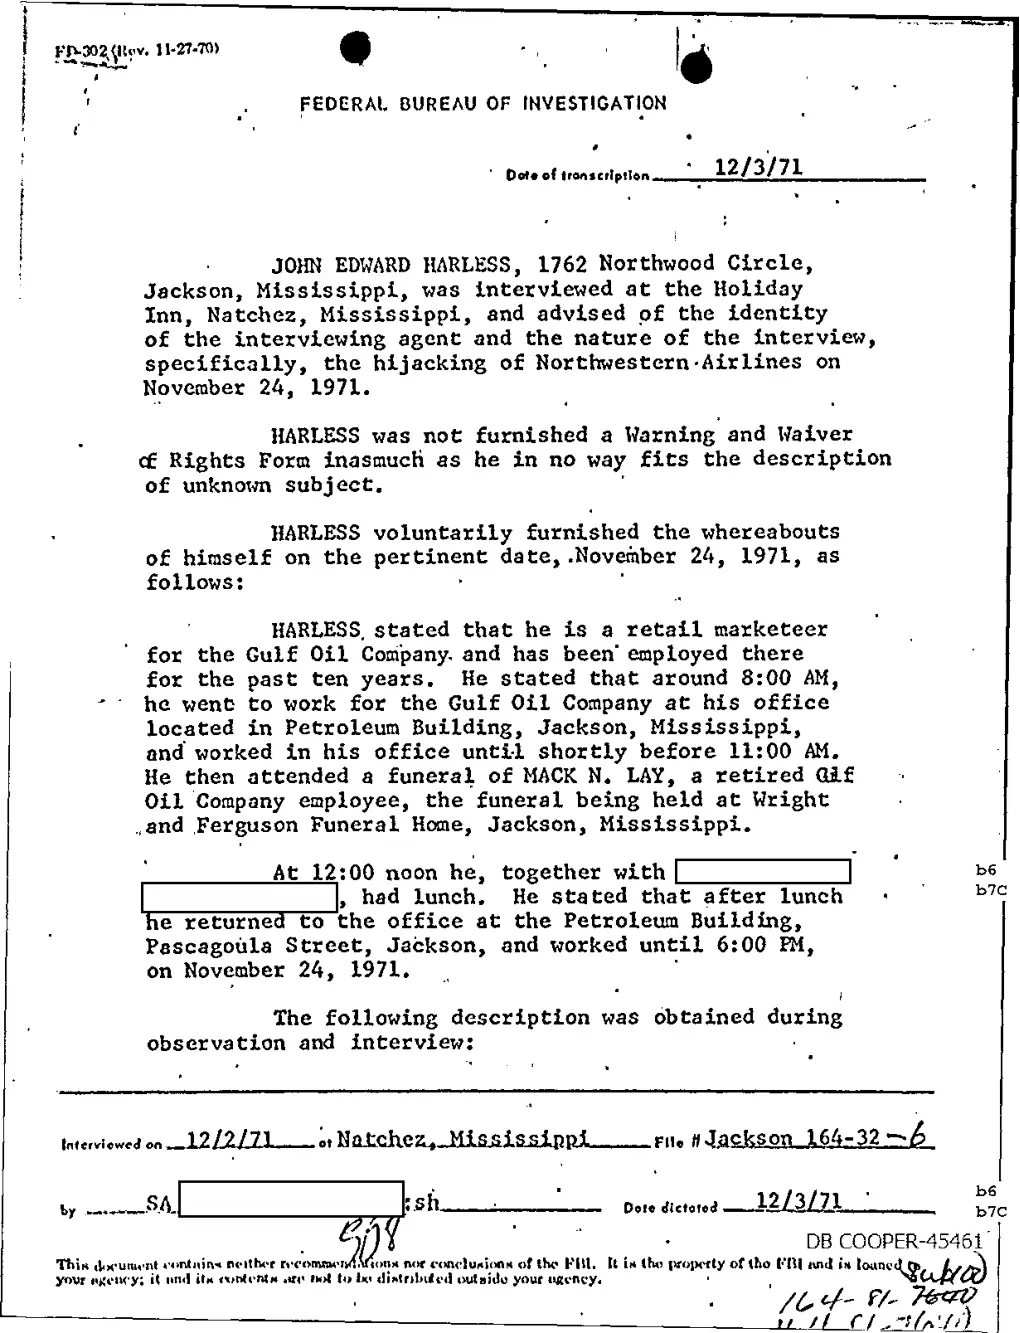 FD-302 (Rev. 11-27-70)
FEDERAL BUREAU OF INVESTIGATION
Date of transcription 12/3/71
JOHN EDWARD HARLESS, 1762 Northwood Circle,
Jackson, Mississippi, was interviewed at the Holiday
Inn, Natchez, Mississippi, and advised of the identity
of the interviewing agent and the nature of the interview,
specifically, the hijacking of Northwestern Airlines on
November 24, 1971.
HARLESS was not furnished a Warning and Waiver
of Rights Form inasmuch as he in no way fits the description
of unknown subject.
HARLESS voluntarily furnished the whereabouts
of himself on the pertinent date, November 24, 1971, as
follows:
HARLESS stated that he is a retail marketeer
for the Gulf Oil Company and has been employed there
for the past ten years. He stated that around 8:00 AM,
he went to work for the Gulf Oil Company at his office
located in Petroleum Building, Jackson, Mississippi,
and worked in his office until shortly before 11:00 AM.
He then attended a funeral of MACK N. LAY, a retired Gulf
Oil Company employee, the funeral being held at Wright
and Ferguson Funeral Home, Jackson, Mississippi.
At 12:00 noon he, together with
b6
, had lunch. He stated that after lunch
b7C
he returned to the office at the Petroleum Building,
Pascagoula Street, Jackson, and worked until 6:00 PM,
on November 24, 1971.
The following description was obtained during
observation and interview:
Interviewed on 12/2/71 at Natchez, Mississippi File # Jackson 164-32-6
by SA :sh Date dictated 12/3/71
b6
b7C
DB COOPER-45461
This document contains neither recommendations nor conclusions of the FBI. It is the property of the FBI and is loaned
your agency; it and its contents are not to be distributed outside your agency.
164-81-